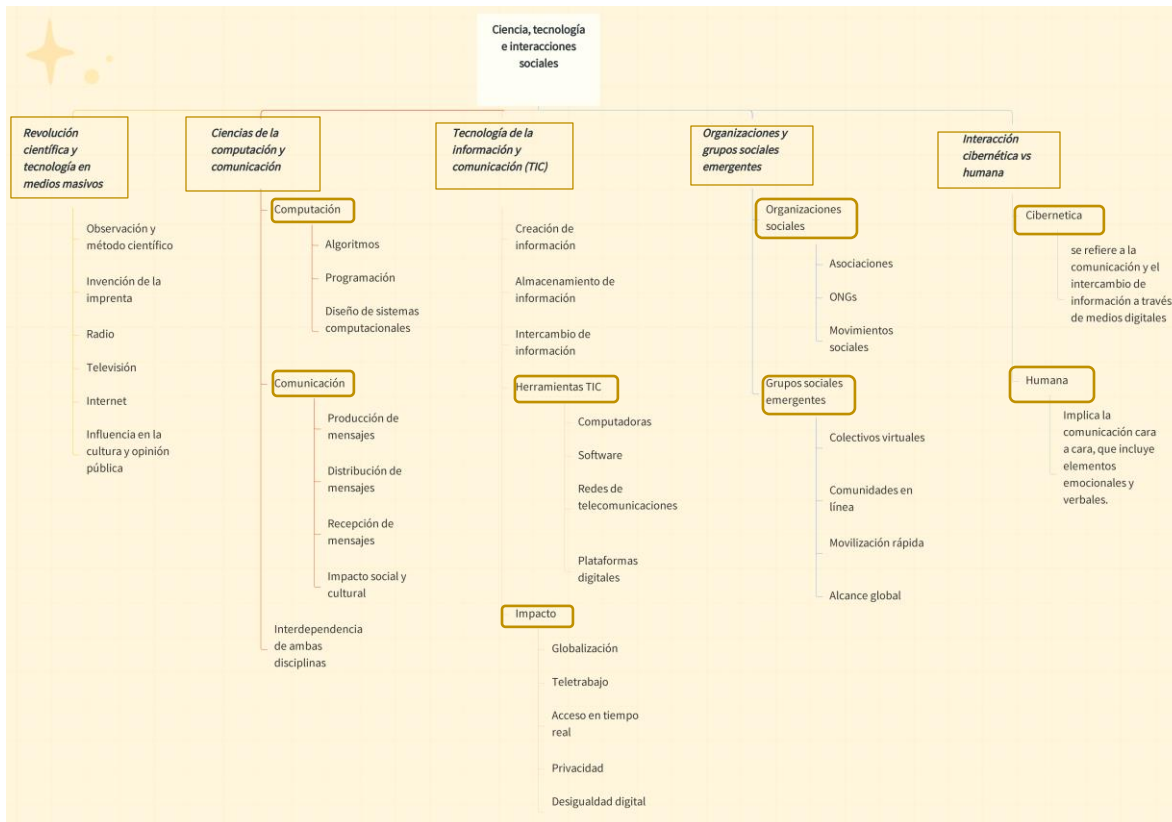 Ciencia, tecnología
e interacciones
sociales
Revolución
científica y
tecnología en
medios masivos
Observación y
método científico
Invención de la
imprenta
Radio
Televisión
Internet
Influencia en la
cultura y opinión
pública
Ciencias de la
computación y
comunicación
Computación
Algoritmos
Programación
Diseño de sistemas
computacionales
Comunicación
Producción de
mensajes
Distribución de
mensajes
Recepción de
mensajes
Impacto social y
cultural
Interdependencia
de ambas
disciplinas
Tecnología de la
información y
comunicación (TIC)
Creación de
información
Almacenamiento de
información
Intercambio de
información
Herramientas TIC
Computadoras
Software
Redes de
telecomunicaciones
Plataformas
digitales
Impacto
Globalización
Teletrabajo
Acceso en tiempo
real
Privacidad
Desigualdad digital
Organizaciones y
grupos sociales
emergentes
Organizaciones
sociales
Asociaciones
ONGs
Movimientos
sociales
Grupos sociales
emergentes
Colectivos virtuales
Comunidades en
línea
Movilización rápida
Alcance global
Interacción
cibernética vs
humana
Cibernetica
se refiere a la
comunicación y el
intercambio de
información a través
de medios digitales
Humana
Implica la
comunicación cara
a cara, que incluye
elementos
emocionales y
verbales.